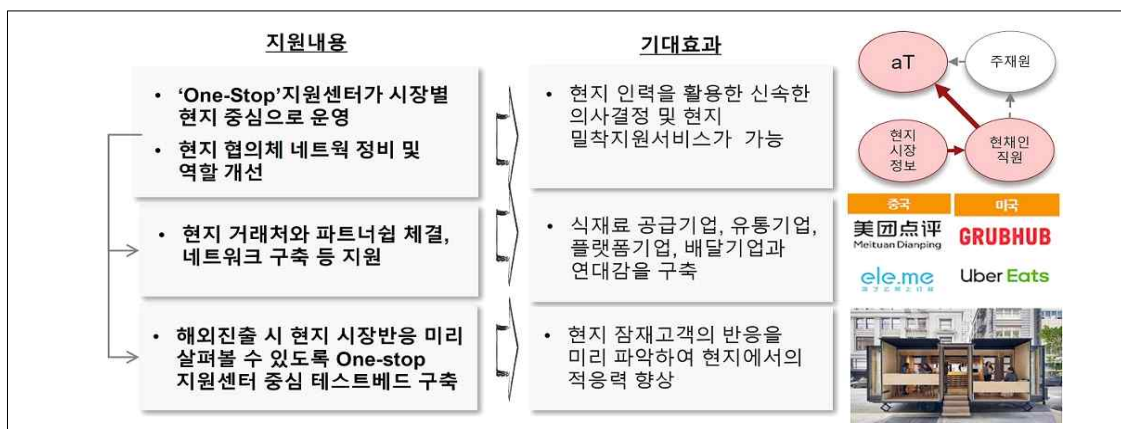 지원내용
기대효과
• ‘One-Stop’지원센터가 시장별
현지 중심으로 운영
• 현지 협의체 네트웍 정비 및
역할 개선
• 현지 인력을 활용한 신속한
의사결정 및 현지
밀착지원서비스가 가능
aT
주재원
현지
시장
정보
현채인
직원
• 현지 거래처와 파트너쉽 체결,
네트워크 구축 등 지원
• 식재료 공급기업, 유통기업,
플랫폼기업, 배달기업과
연대감을 구축
중국
미국
美团点评
Meituan Dianping
GRUBHUB
ele.me
Uber Eats
• 해외진출 시 현지 시장반응 미리
살펴볼 수 있도록 One-stop
지원센터 중심 테스트베드 구축
• 현지 잠재고객의 반응을
미리 파악하여 현지에서의
적응력 향상